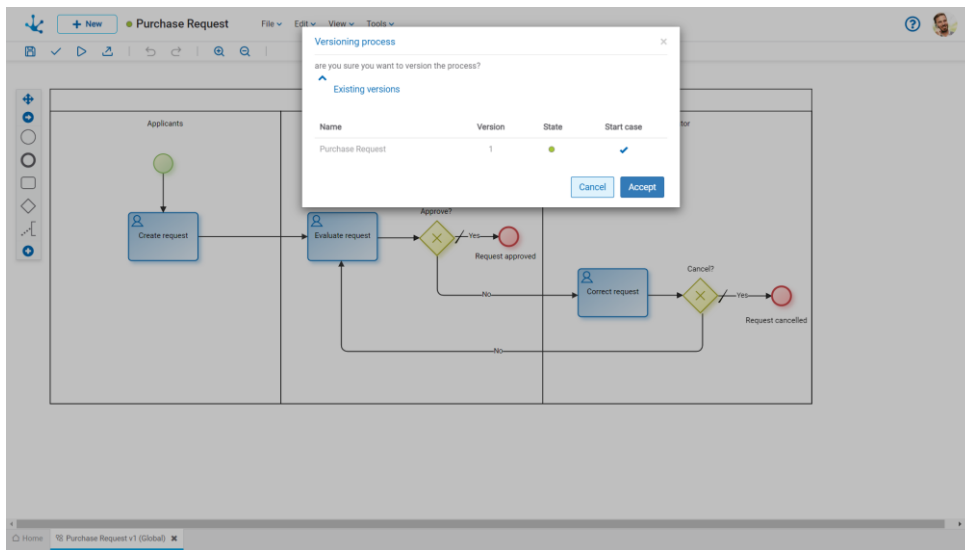 + New
Purchase Request
File
Edit
View
Tools
?
Versioning process
×
are you sure you want to version the process?
Existing versions
Name Version State Start case
Purchase Request 1
Cancel Accept
Applicants
tor
Create request
Evaluate request
Approve?
Yes
Request approved
No
Correct request
Cancel?
Yes
Request cancelled
No
Home
Purchase Request v1 (Global)